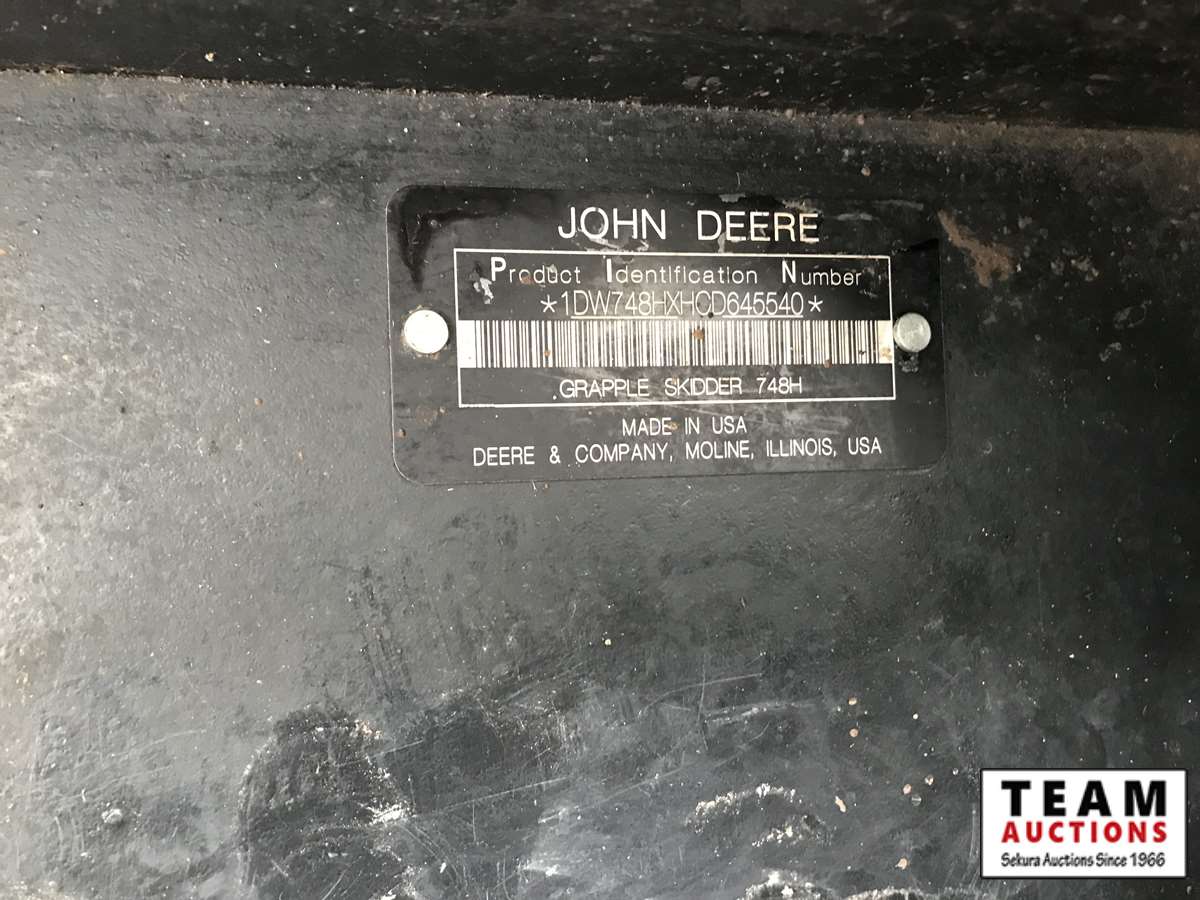 JOHN DEERE
Product Identification Number
*1DW748HXHCD645540*
GRAPPLE SKIDDER 748H
MADE IN USA
DEERE & COMPANY, MOLINE, ILLINOIS, USA
TEAM
AUCTIONS
Sekura Auctions Since 1966